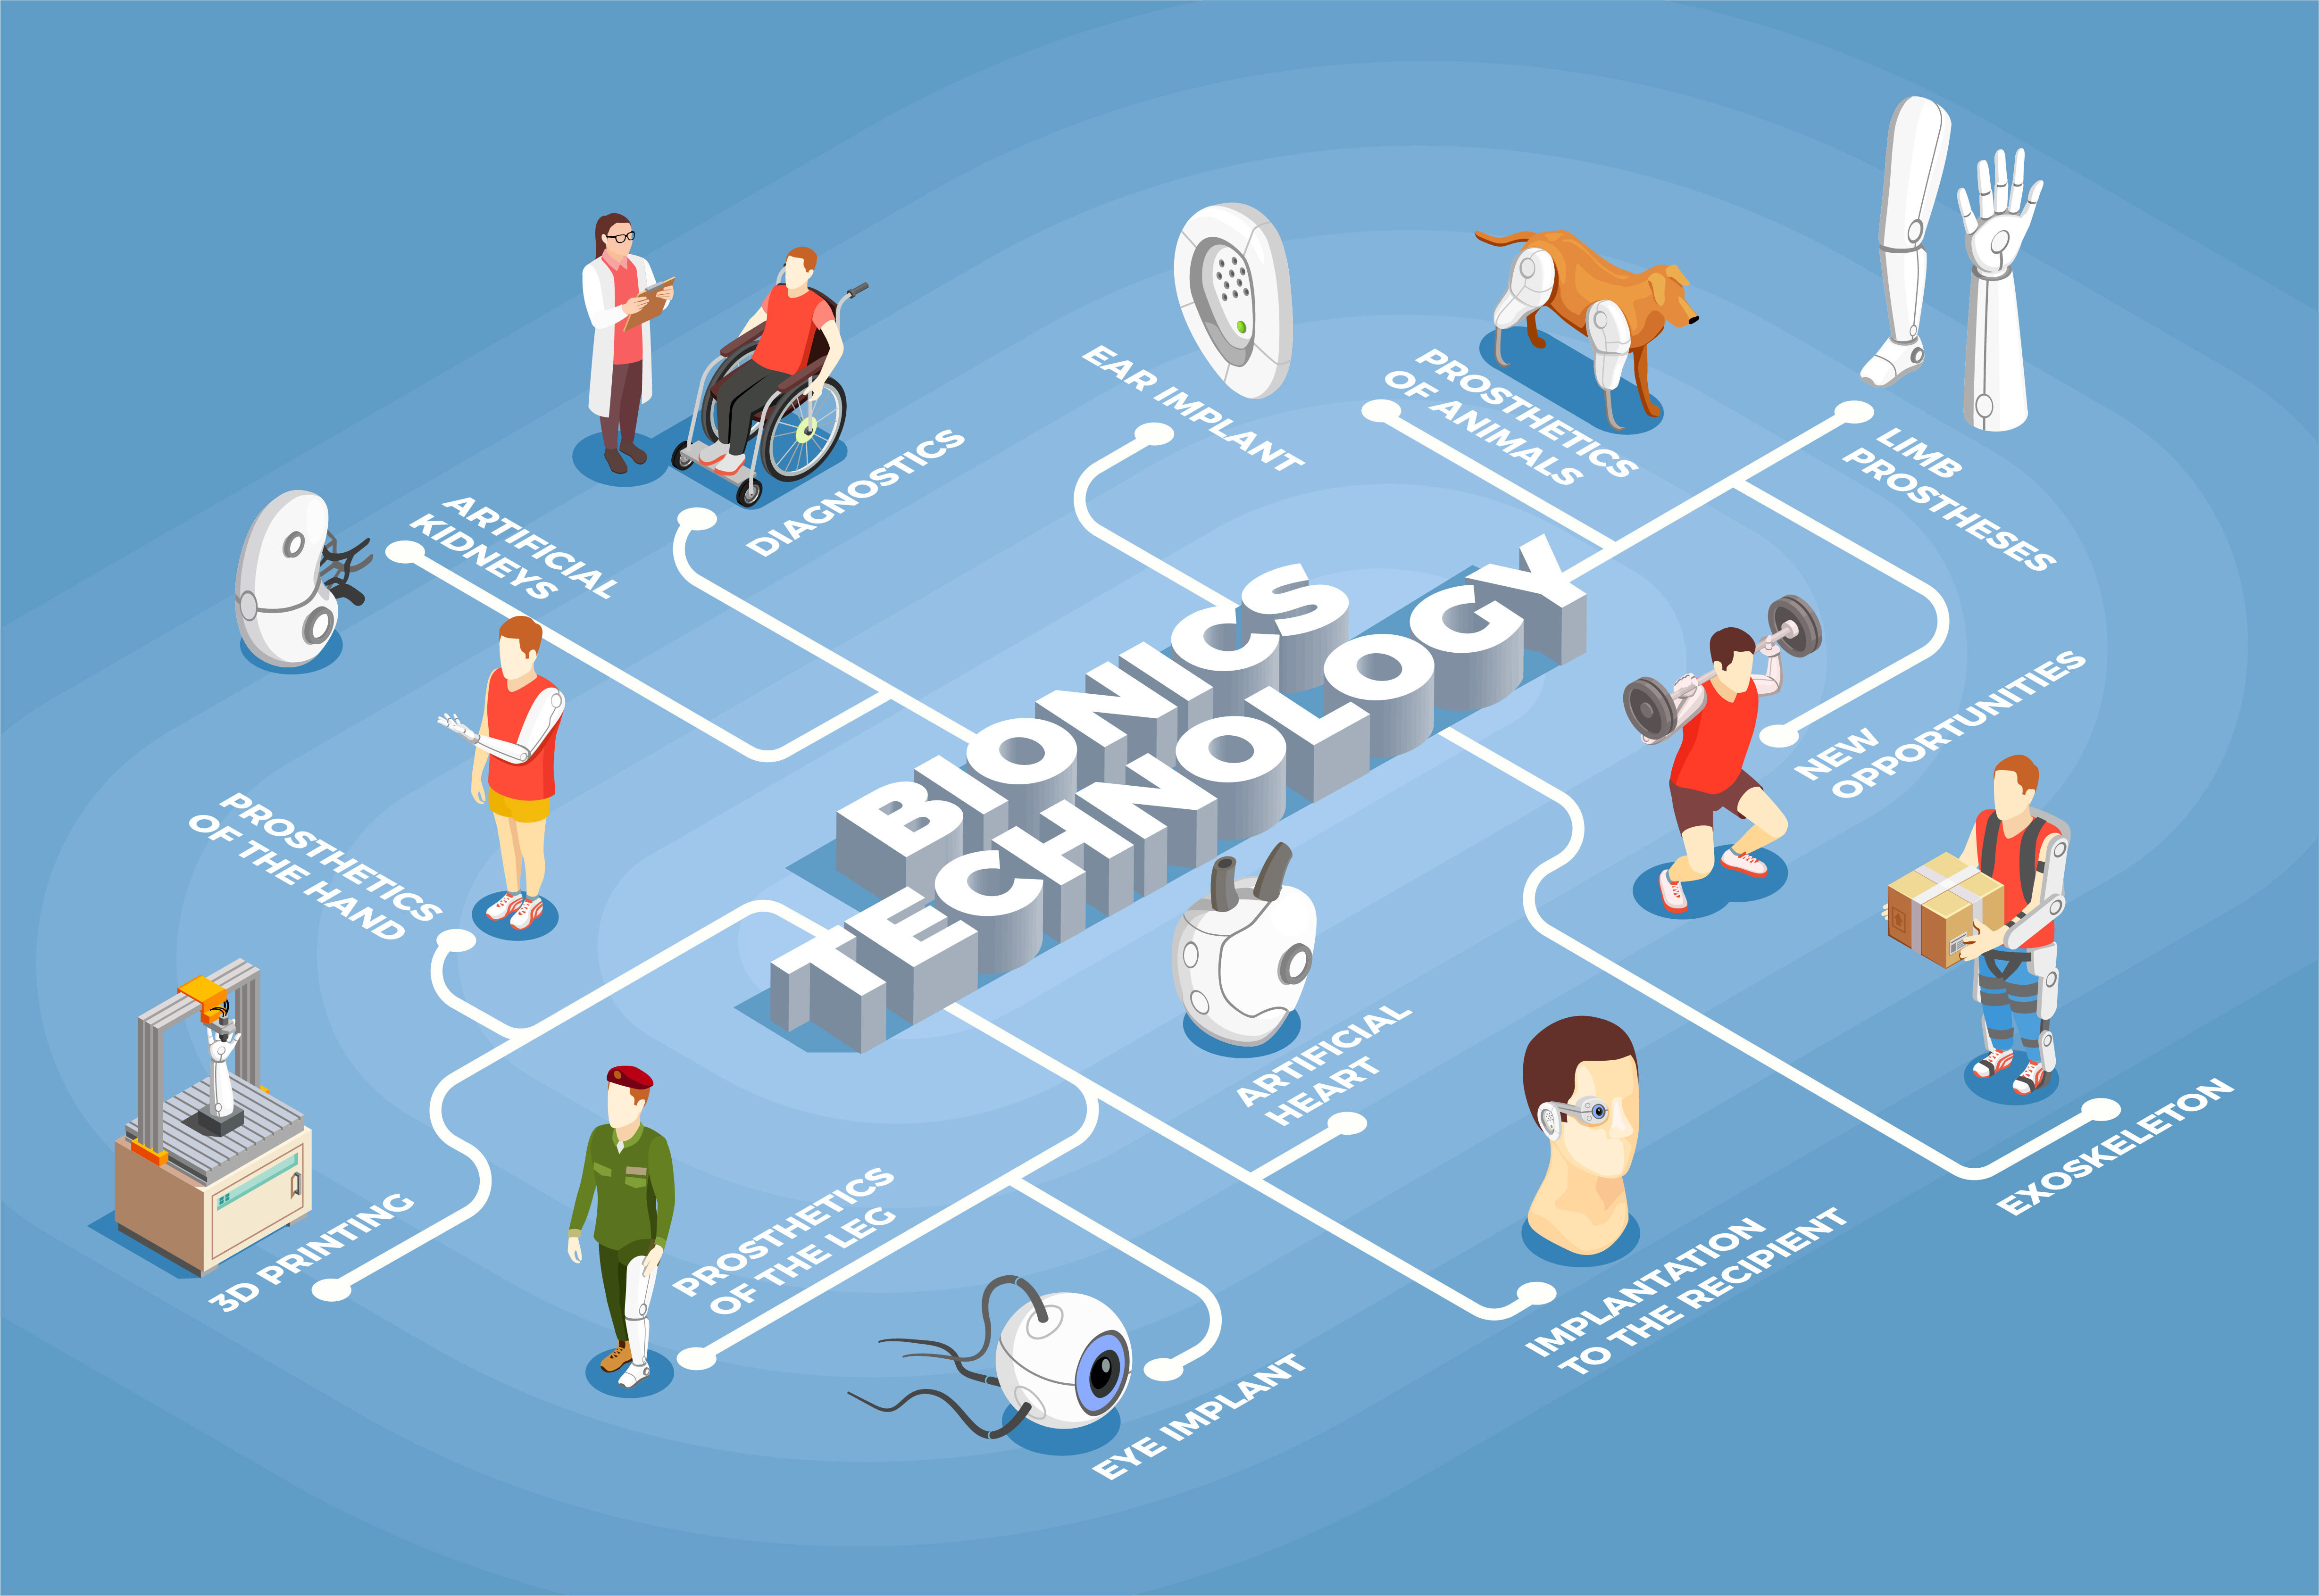 BIONICS
TECHNOLOGY
DIAGNOSTICS
EAR IMPLANT
PROSTHETICS
OF ANIMALS
LIMB
PROSTHESES
ARTIFICIAL
KIDNEYS
NEW
OPPORTUNITIES
PROSTHETICS
OF THE HAND
ARTIFICIAL
HEART
EXOSKELETON
3D PRINTING
PROSTHETICS
OF THE LEG
IMPLANTATION
TO THE RECIPIENT
EYE IMPLANT